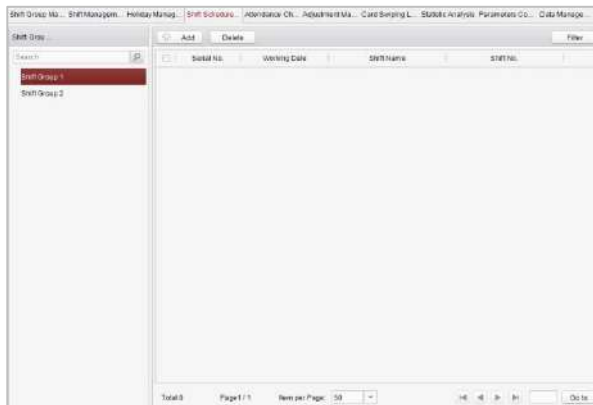 Shift Group Ma... Shift Managem... Holiday Manag... Shift Schedule... Attendance Ch... Adjustment Ma... Card Swiping L... Statistic Analysis Parameters Co... Data Manage...
Shift Grou ...
Add Delete Filter
Search
Serial No. Working Date Shift Name Shift No.
Shift Group 1
Shift Group 2
Total:0 Page1 / 1 Item per Page: 50 Go to